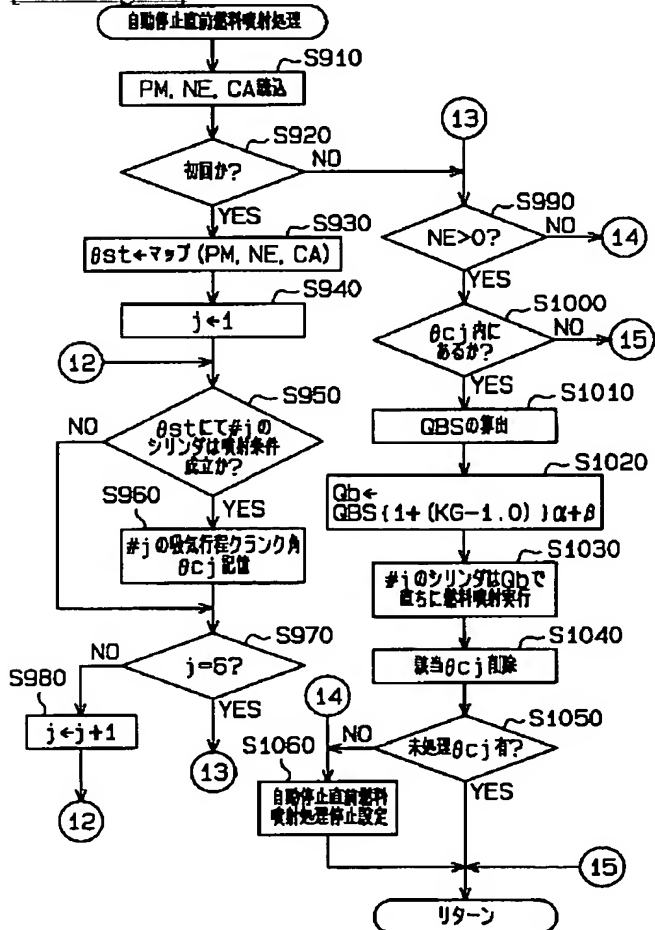 自動停止直前燃料噴射処理
S910
PM, NE, CA読込
S920
初回か?
NO
YES
S930
θst←マップ(PM, NE, CA)
S940
j←1
12
S950
θstにて#jの
シリンダは噴射条件
成立か?
NO
YES
S960
#jの吸気行程クランク角
θcj記憶
S970
j=6?
NO
YES
S980
j←j+1
12
13
13
S990
NE>0?
NO
14
YES
S1000
θcj内に
あるか?
NO
15
YES
S1010
QBSの算出
S1020
Qb←
QBS{1+(KG-1.0)}α+β
S1030
#jのシリンダはQbで
直ちに燃料噴射実行
S1040
該当θcj削除
S1050
未処理θcj有?
NO
YES
14
S1060
自動停止直前燃料
噴射処理停止設定
15
リターン